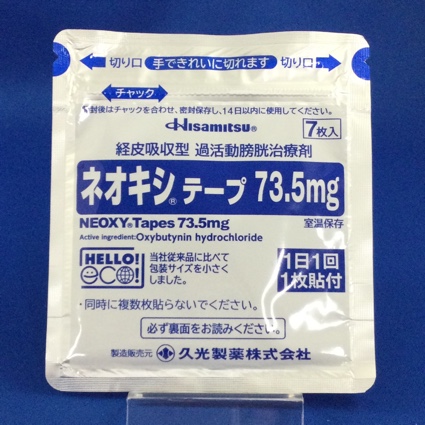 切り口 手できれいに切れます 切り口
チャック
開封後はチャックを合わせ、密封保存し、14日以内に使用してください。
Hisamitsu®
7枚入
経皮吸収型 過活動膀胱治療剤
ネオキシ®テープ 73.5mg
NEOXY®Tapes 73.5mg
室温保存
Active ingredient:Oxybutynin hydrochloride
HELLO!
eco!
当社従来品に比べて
包装サイズを小さく
しました。
1日1回
1枚貼付
・同時に複数枚貼らないでください。
必ず裏面をお読みください。
製造販売元 久光製薬株式会社